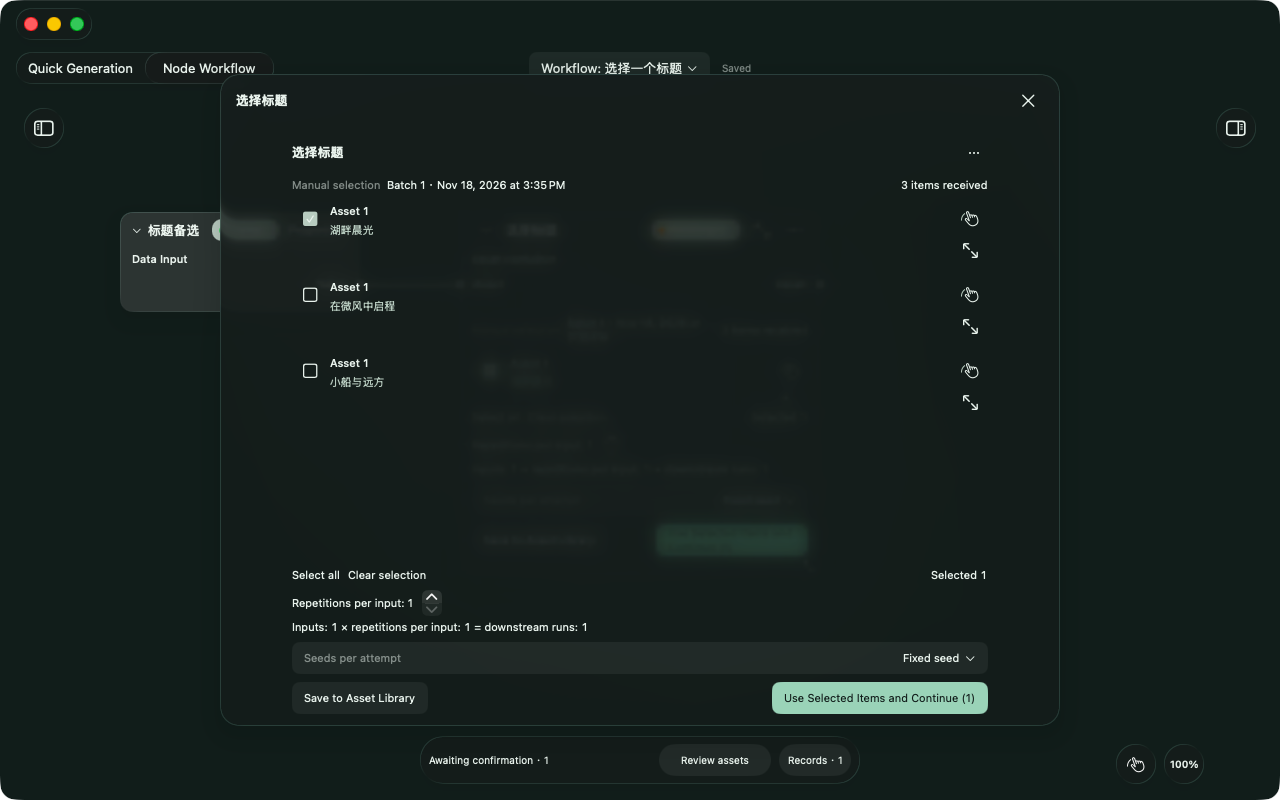 Quick Generation
Node Workflow
Workflow: 选择一个标题
Saved
选择标题
选择标题
Manual selection Batch 1 · Nov 18, 2026 at 3:35 PM
3 items received
Asset 1
湖畔晨光
标题备选
Data Input
Asset 1
在微风中启程
Asset 1
小船与远方
Select all Clear selection
Selected 1
Repetitions per input: 1
Inputs: 1 × repetitions per input: 1 = downstream runs: 1
Seeds per attempt
Fixed seed
Save to Asset Library
Use Selected Items and Continue (1)
Awaiting confirmation · 1
Review assets
Records · 1
100%